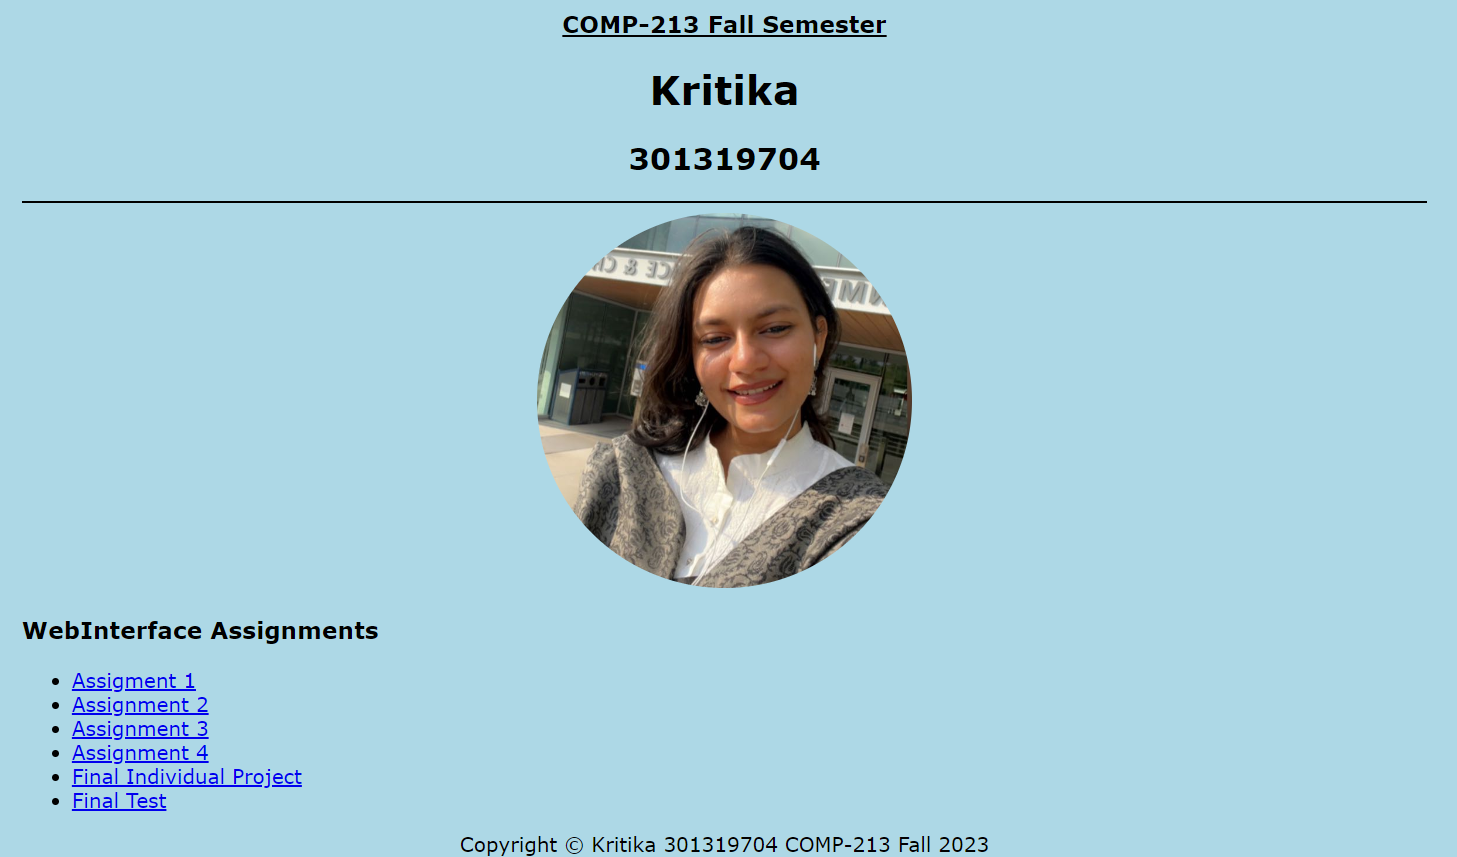 COMP-213 Fall Semester
Kritika
301319704
WebInterface Assignments
Assigment 1
Assignment 2
Assignment 3
Assignment 4
Final Individual Project
Final Test
Copyright © Kritika 301319704 COMP-213 Fall 2023